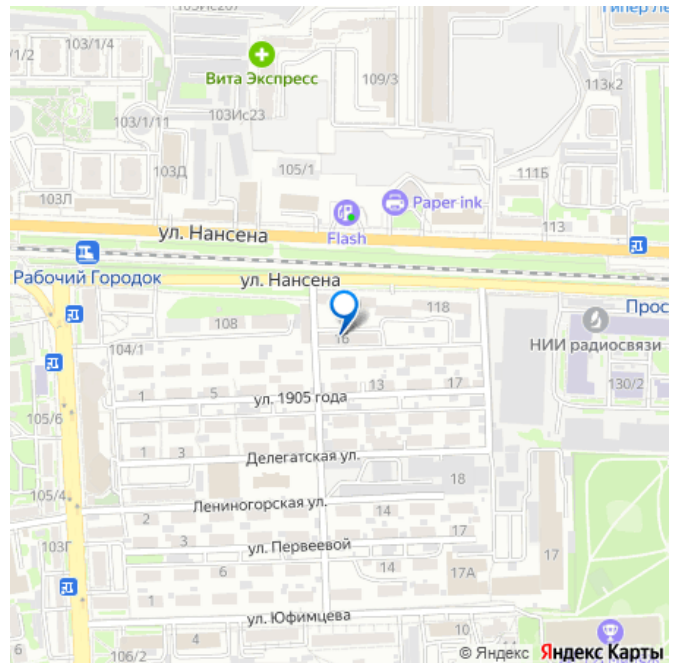 103/1/4
1/2
Вита Экспресс
109/3
113к2
103Ис23
103/1/11
103Д
105/1
111Б
103Л
Paper ink
113
ул. Нансена
Flash
Рабочий Городок
ул. Нансена
118
108
16
НИИ радиосвязи
104/1
13
17
130/2
1
5
ул. 1905 года
105/6
1
3
Делегатская ул.
18
105/4
Лениногорская ул.
2
14
103Г
3
ул. Первеевой
17
17
6
14
17А
1
ул. Юфимцева
6
106/2
4
10
© Яндекс Яндекс Карты